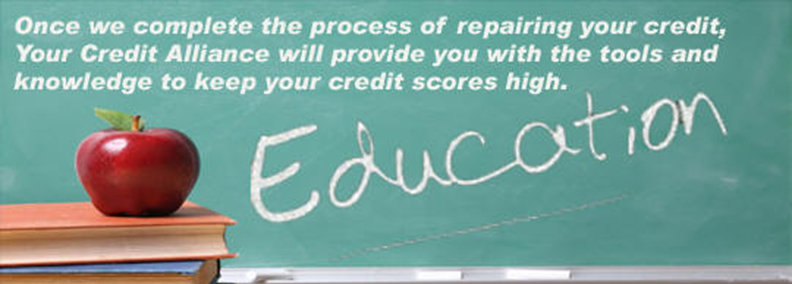 Once we complete the process of repairing your credit,
Your Credit Alliance will provide you with the tools and
knowledge to keep your credit scores high.
Education